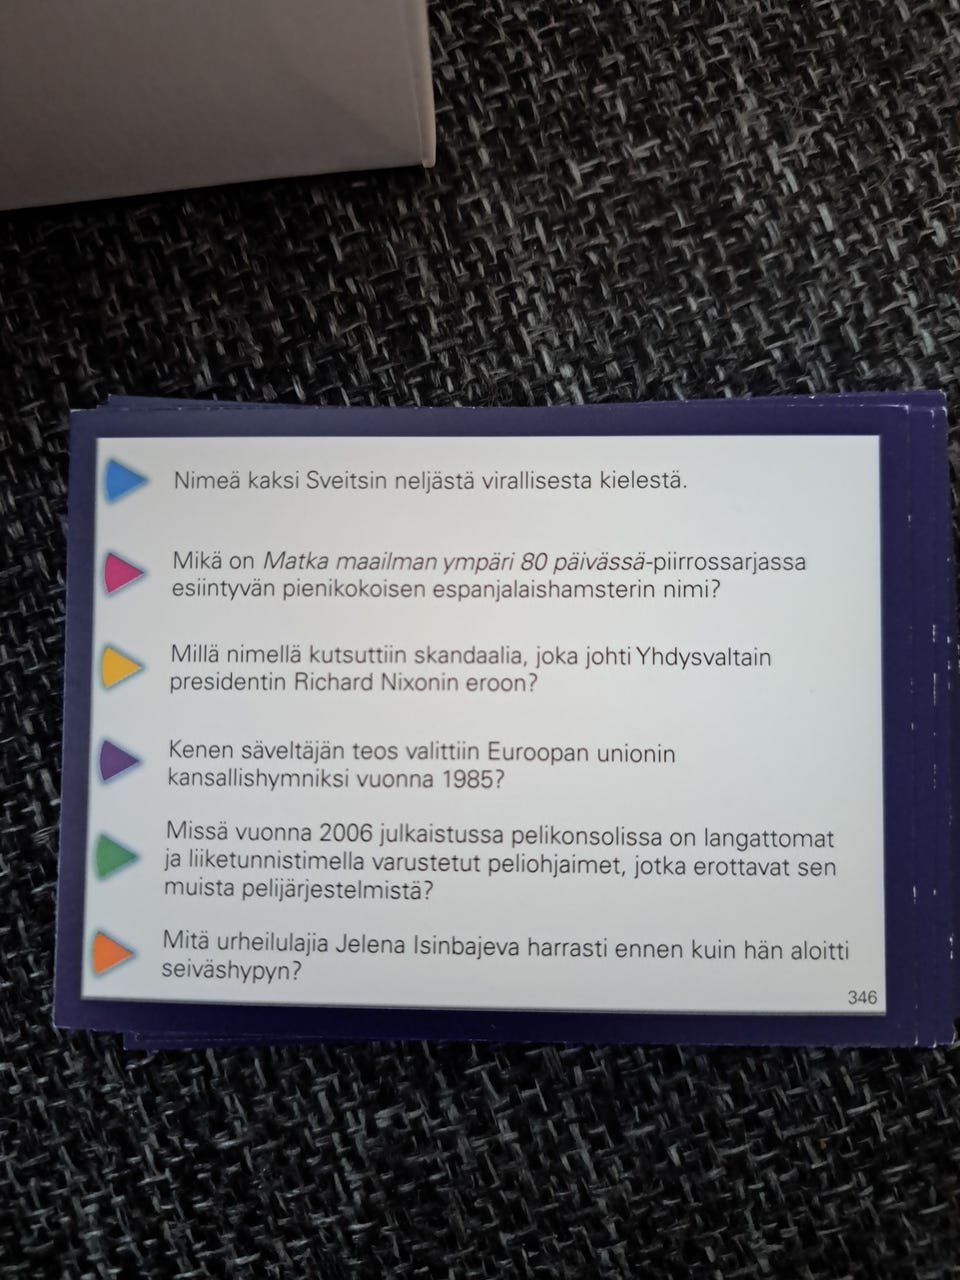 Nimeä kaksi Sveitsin neljästä virallisesta kielestä.
Mikä on Matka maailman ympäri 80 päivässä-piirrossarjassa
esiintyvän pienikokoisen espanjalaishamsterin nimi?
Millä nimellä kutsuttiin skandaalia, joka johti Yhdysvaltain
presidentin Richard Nixonin eroon?
Kenen säveltäjän teos valittiin Euroopan unionin
kansallishymniksi vuonna 1985?
Missä vuonna 2006 julkaistussa pelikonsolissa on langattomat
ja liiketunnistimella varustetut peliohjaimet, jotka erottavat sen
muista pelijärjestelmistä?
Mitä urheilulajia Jelena Isinbajeva harrasti ennen kuin hän aloitti
seiväshypyn?
346